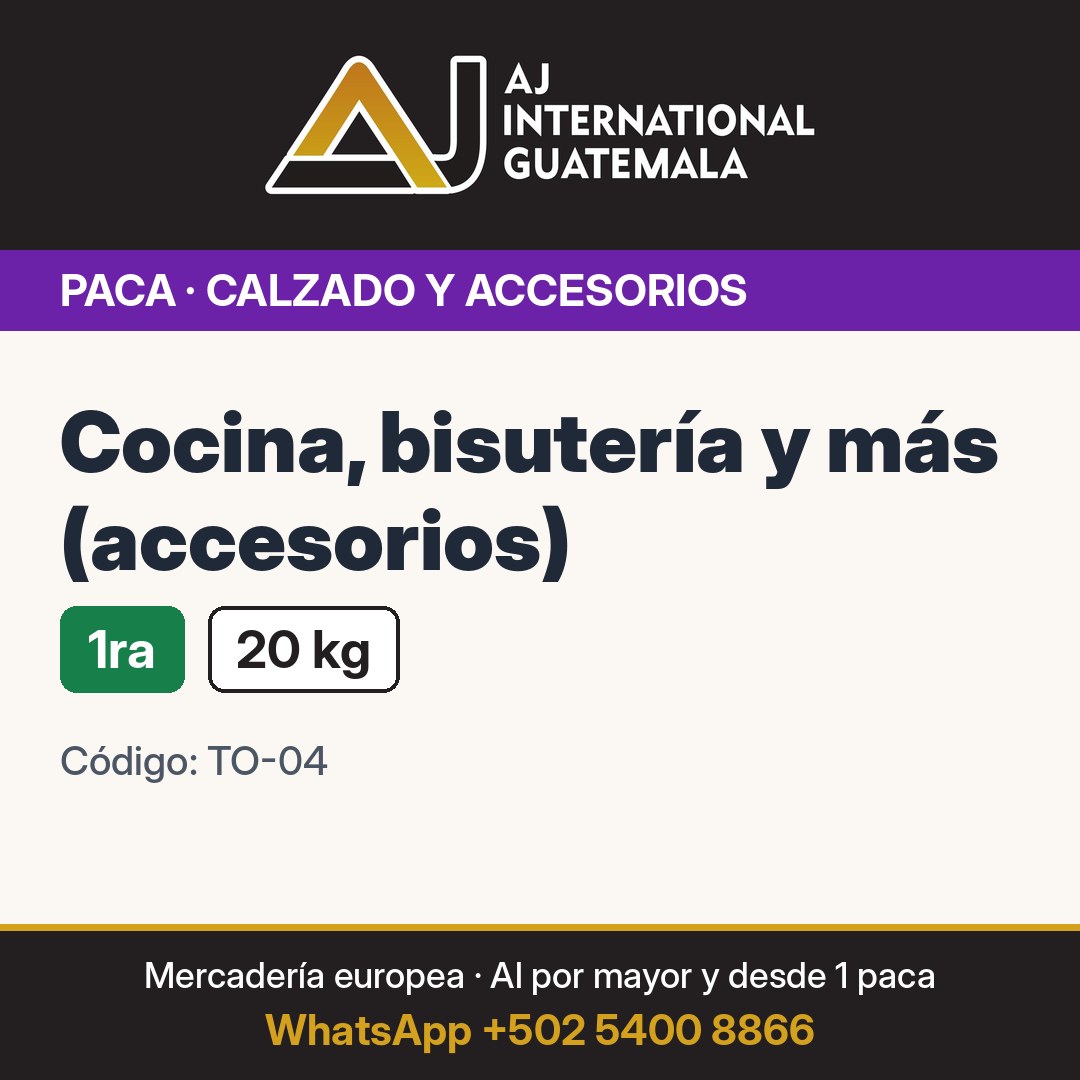 AJ
AJ
INTERNATIONAL
GUATEMALA
PACA · CALZADO Y ACCESORIOS
Cocina, bisutería y más
(accesorios)
1ra
20 kg
Código: TO-04
Mercadería europea · Al por mayor y desde 1 paca
WhatsApp +502 5400 8866